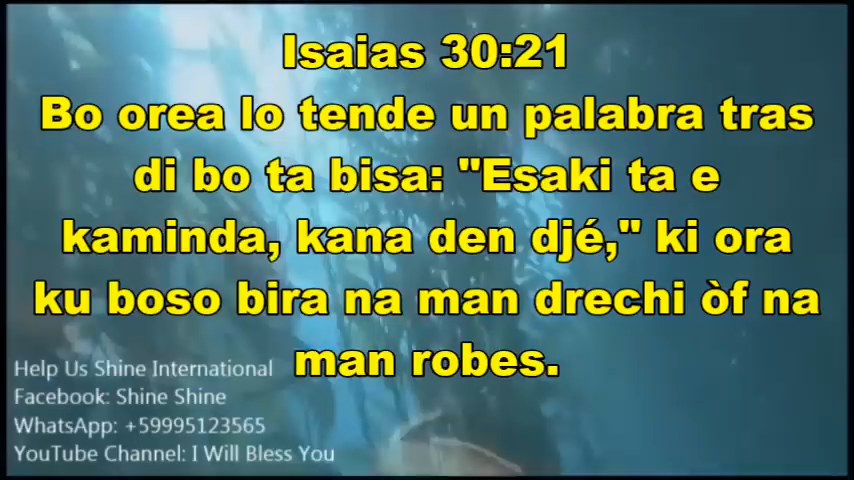 Isaias 30:21
Bo orea lo tende un palabra tras
di bo ta bisa: "Esaki ta e
kaminda, kana den djé," ki ora
ku boso bira na man drechi òf na
man robes.
Help Us Shine International
Facebook: Shine Shine
WhatsApp: +59995123565
YouTube Channel: I Will Bless You